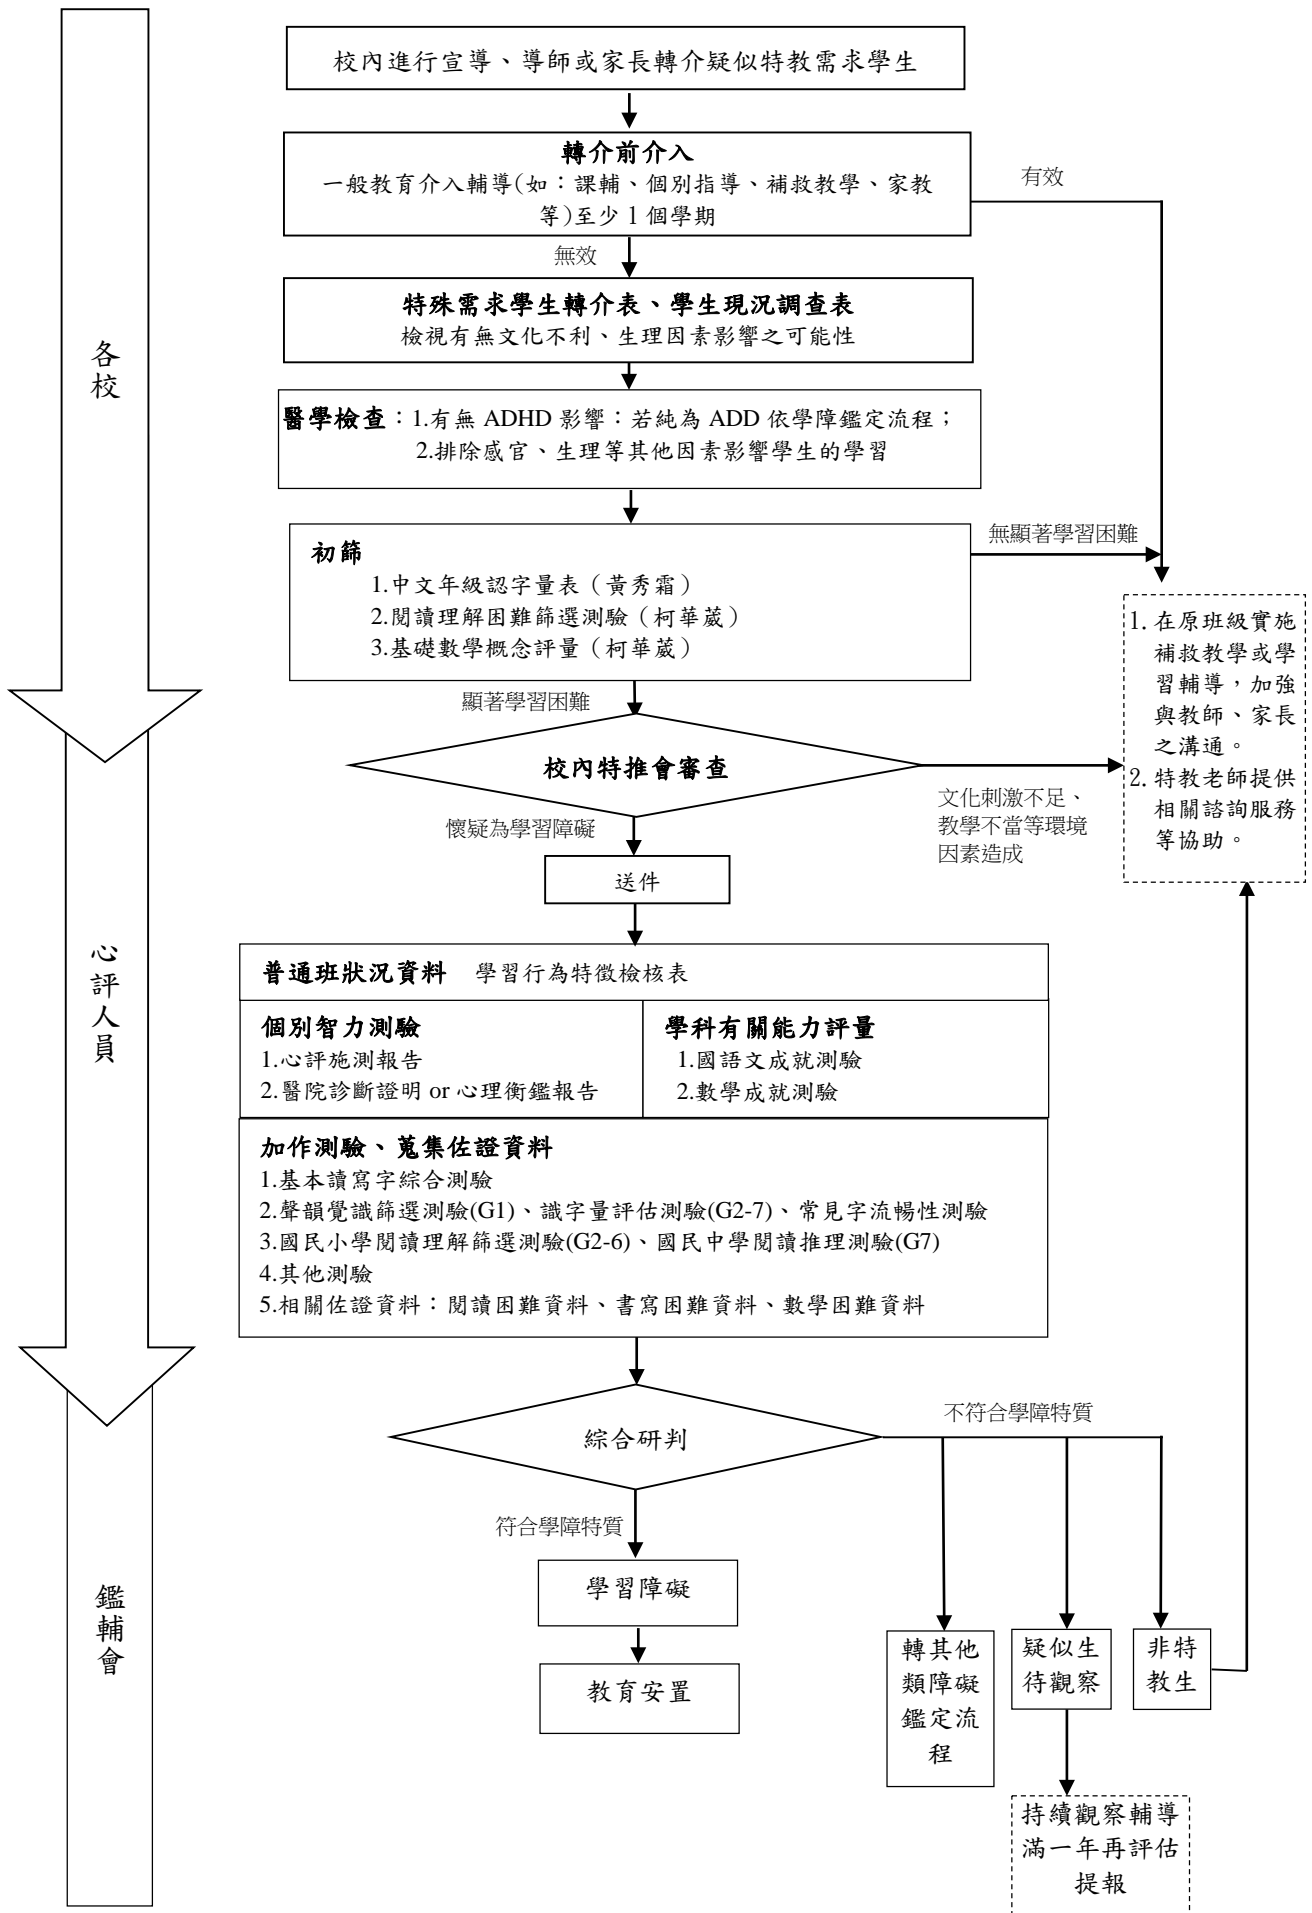 校內進行宣導、導師或家長轉介疑似特教需求學生
轉介前介入
一般教育介入輔導(如：課輔、個別指導、補救教學、家教
等)至少 1 個學期
有效
無效
特殊需求學生轉介表、學生現況調查表
檢視有無文化不利、生理因素影響之可能性
各校
醫學檢查：1.有無 ADHD 影響：若純為 ADD 依學障鑑定流程；
2.排除感官、生理等其他因素影響學生的學習
初篩
1.中文年級認字量表（黃秀霜）
2.閱讀理解困難篩選測驗（柯華葳）
3.基礎數學概念評量（柯華葳）
無顯著學習困難
顯著學習困難
1. 在原班級實施
補救教學或學
習輔導，加強
與教師、家長
之溝通。
2. 特教老師提供
相關諮詢服務
等協助。
校內特推會審查
文化刺激不足、
教學不當等環境
因素造成
懷疑為學習障礙
送件
心評人員
普通班狀況資料 學習行為特徵檢核表
個別智力測驗
1.心評施測報告
2.醫院診斷證明 or 心理衡鑑報告
學科有關能力評量
1.國語文成就測驗
2.數學成就測驗
加作測驗、蒐集佐證資料
1.基本讀寫字綜合測驗
2.聲韻覺識篩選測驗(G1)、識字量評估測驗(G2-7)、常見字流暢性測驗
3.國民小學閱讀理解篩選測驗(G2-6)、國民中學閱讀推理測驗(G7)
4.其他測驗
5.相關佐證資料：閱讀困難資料、書寫困難資料、數學困難資料
綜合研判
不符合學障特質
符合學障特質
鑑輔會
學習障礙
教育安置
轉其他
類障礙
鑑定流
程
疑似生
待觀察
非特
教生
持續觀察輔導
滿一年再評估
提報